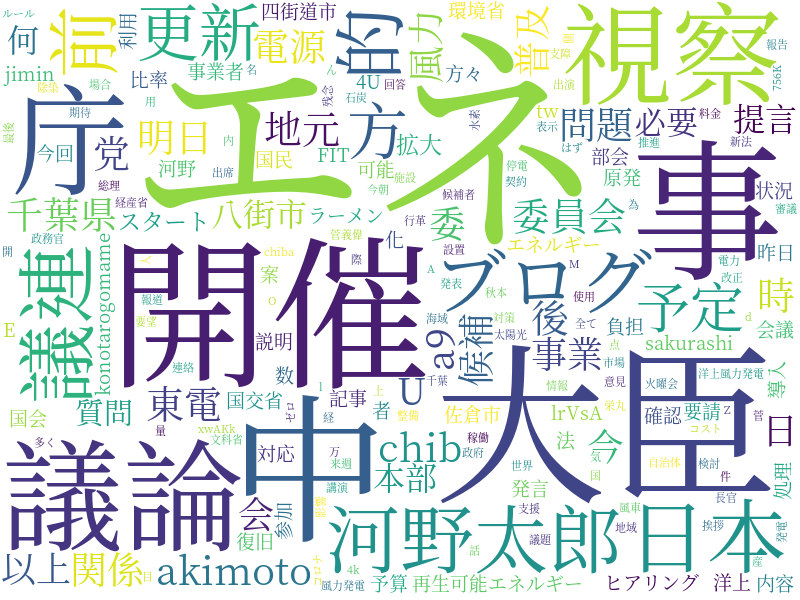 四街道市
環境省
ルール
支障
報告
何
利用
前
更新
電源
的
風力
普及
視察
名
ん
出演
756K
jimin
事業者
比率
4U
回答
方々
除染
場合
用
残念
石炭
水素
tw
料金
庁
エネ
問題
必要
提言
最後
期待
明日
地元
方
内
表示
推進
新法
今回
党
河野
国民
FIT
可能
拡大
はず
部会
状況
総理
出席
今朝
施設
停電
契約
原発
事
千葉県
経産省
スタート
八街市
ラーメン
候補者
行革
委
委員会
為
審議
開
政務官
菅義偉
化
設置
エネルギー
昨日
議連
konotarogomame
人
chiba
際
A
M
電力
改正
案
O
発表
秋本
使用
開催
ブログ
予定
時
E
報道
要望
説明
海域
対策
全て
後
負担
d
会議
a9
候補
太陽光
点
sakurashi
数
l
千葉
事業
市場
洋上風力発電
導入
国会
質問
東電
国交省
記事
者
上
U
佐倉市
lrVsA
情報
意見
火曜会
確認
要請
Z
菅
日
量
xwAKk
文科省
経
整備
稼働
法
今
気
栄丸
コスト
大臣
議論
中
対応
万
来週
chib
政府
国
自治体
検討
件
処理
多く
会
参加
講演
本部
発言
世界
風車
長官
以上
関係
akimoto
復旧
河野太郎
日本
支援
地域
挨拶
発電
目
4k
議題
話
産
風力発電
予算
再生可能エネルギー
ヒアリング
洋上
内容